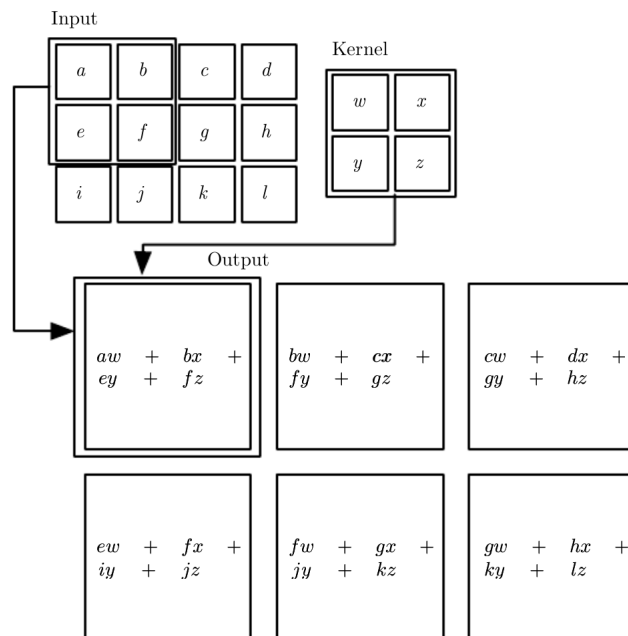 Input
a b c d
e f g h
i j k l
Kernel
w x
y z
Output
aw + bx +
ey + fz
bw + cx +
fy + gz
cw + dx +
gy + hz
ew + fx +
iy + jz
fw + gx +
jy + kz
gw + hx +
ky + lz